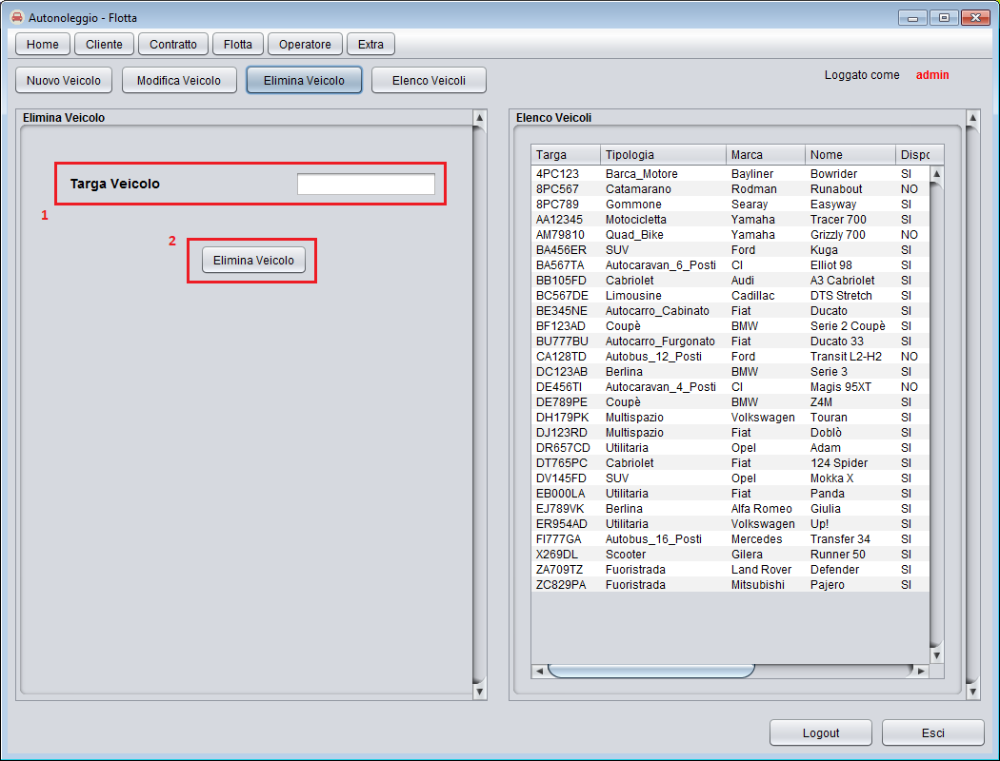 Autonoleggio - Flotta
Home Cliente Contratto Flotta Operatore Extra
Nuovo Veicolo Modifica Veicolo Elimina Veicolo Elenco Veicoli Loggato come admin
Elimina Veicolo
Targa Veicolo
1
2
Elimina Veicolo
Elenco Veicoli
Targa Tipologia Marca Nome Dispo
4PC123 Barca_Motore Bayliner Bowrider SI
8PC567 Catamarano Rodman Runabout NO
8PC789 Gommone Searay Easyway SI
AA12345 Motocicletta Yamaha Tracer 700 SI
AM79810 Quad_Bike Yamaha Grizzly 700 NO
BA456ER SUV Ford Kuga SI
BA567TA Autocaravan_6_Posti CI Elliot 98 SI
BB105FD Cabriolet Audi A3 Cabriolet SI
BC567DE Limousine Cadillac DTS Stretch SI
BE345NE Autocarro_Cabinato Fiat Ducato SI
BF123AD Coupè BMW Serie 2 Coupè SI
BU777BU Autocarro_Furgonato Fiat Ducato 33 SI
CA128TD Autobus_12_Posti Ford Transit L2-H2 NO
DC123AB Berlina BMW Serie 3 SI
DE456TI Autocaravan_4_Posti CI Magis 95XT NO
DE789PE Coupè BMW Z4M SI
DH179PK Multispazio Volkswagen Touran SI
DJ123RD Multispazio Fiat Doblò SI
DR657CD Utilitaria Opel Adam SI
DT765PC Cabriolet Fiat 124 Spider SI
DV145FD SUV Opel Mokka X SI
EB000LA Utilitaria Fiat Panda SI
EJ789VK Berlina Alfa Romeo Giulia SI
ER954AD Utilitaria Volkswagen Up! SI
FI777GA Autobus_16_Posti Mercedes Transfer 34 SI
X269DL Scooter Gilera Runner 50 SI
ZA709TZ Fuoristrada Land Rover Defender SI
ZC829PA Fuoristrada Mitsubishi Pajero SI
Logout Esci